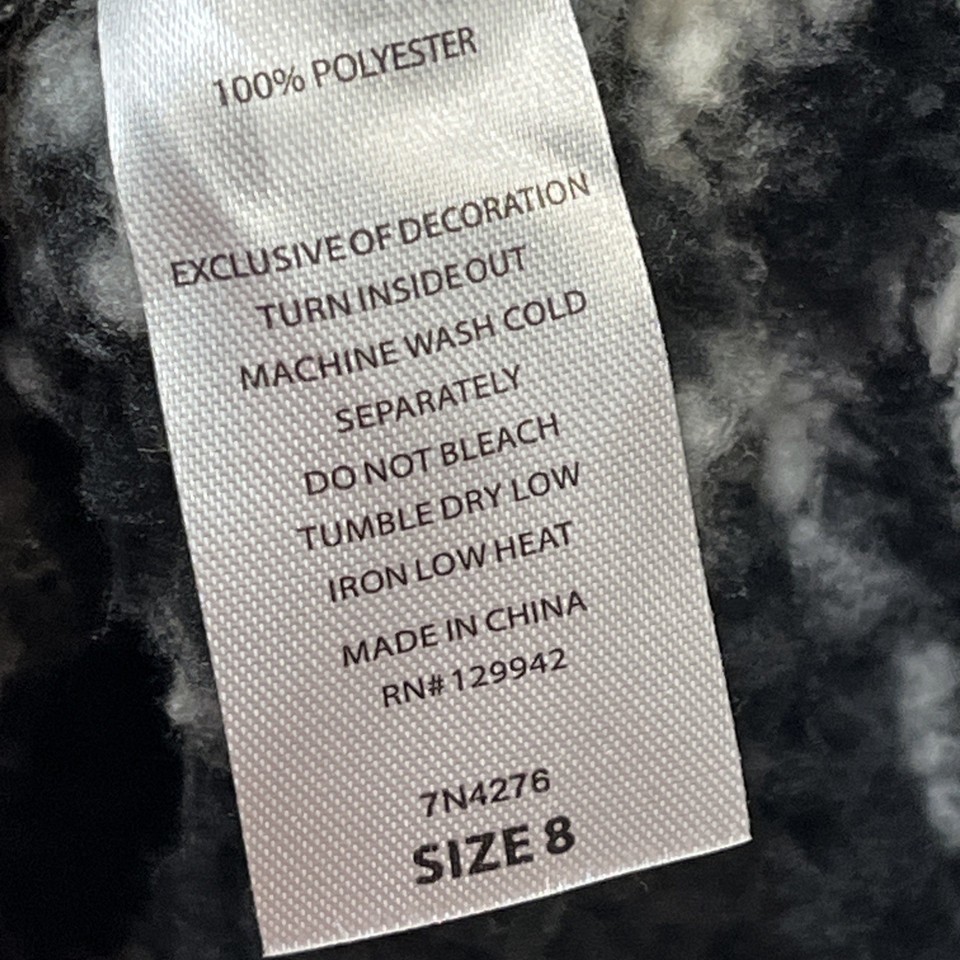 100% POLYESTER
EXCLUSIVE OF DECORATION
TURN INSIDE OUT
MACHINE WASH COLD
SEPARATELY
DO NOT BLEACH
TUMBLE DRY LOW
IRON LOW HEAT
MADE IN CHINA
RN# 129942
7N4276
SIZE 8